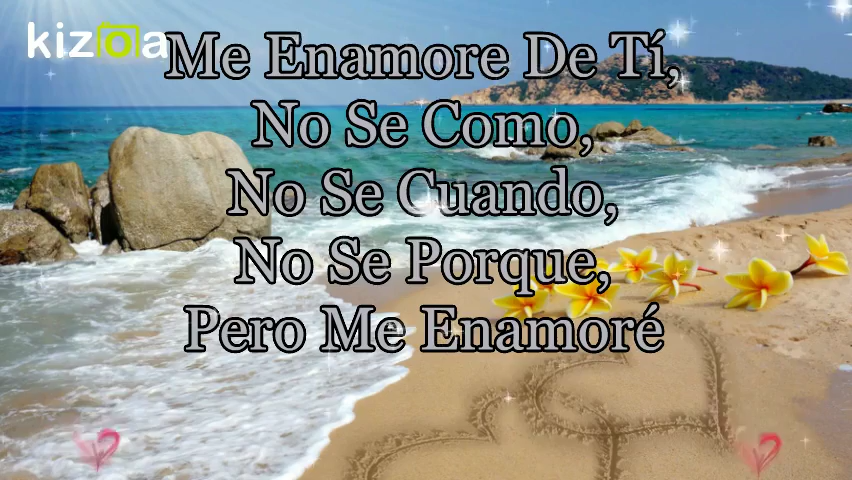 kizoa
Me Enamore De Tí,
No Se Como,
No Se Cuando,
No Se Porque,
Pero Me Enamoré